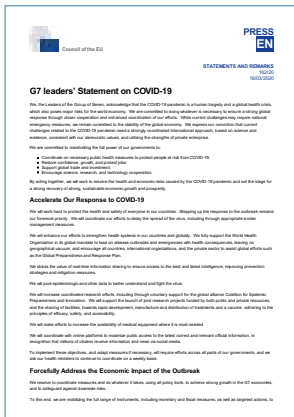 Council of the EU
PRESS
EN
STATEMENTS AND REMARKS
162/20
16/03/2020
G7 leaders' Statement on COVID-19
We, the Leaders of the Group of Seven, acknowledge that the COVID-19 pandemic is a human tragedy and a global health crisis,
which also poses major risks for the world economy. We are committed to doing whatever is necessary to ensure a strong global
response through closer cooperation and enhanced coordination of our efforts. While current challenges may require national
emergency measures, we remain committed to the stability of the global economy. We express our conviction that current
challenges related to the COVID-19 pandemic need a strongly coordinated international approach, based on science and
evidence, consistent with our democratic values, and utilizing the strengths of private enterprise.
We are committed to marshalling the full power of our governments to:
Coordinate on necessary public health measures to protect people at risk from COVID-19;
Restore confidence, growth, and protect jobs;
Support global trade and investment;
Encourage science, research, and technology cooperation.
By acting together, we will work to resolve the health and economic risks caused by the COVID-19 pandemic and set the stage for
a strong recovery of strong, sustainable economic growth and prosperity.
Accelerate Our Response to COVID-19
We will work hard to protect the health and safety of everyone in our countries. Stepping up the response to the outbreak remains
our foremost priority. We will coordinate our efforts to delay the spread of the virus, including through appropriate border
management measures.
We will enhance our efforts to strengthen health systems in our countries and globally. We fully support the World Health
Organization in its global mandate to lead on disease outbreaks and emergencies with health consequences, leaving no
geographical vacuum, and encourage all countries, international organizations, and the private sector to assist global efforts such
as the Global Preparedness and Response Plan.
We stress the value of real-time information sharing to ensure access to the best and latest intelligence, improving prevention
strategies and mitigation measures.
We will pool epidemiologic and other data to better understand and fight the virus.
We will increase coordinated research efforts, including through voluntary support for the global alliance Coalition for Epidemic
Preparedness and Innovation. We will support the launch of joint research projects funded by both public and private resources,
and the sharing of facilities, towards rapid development, manufacture and distribution of treatments and a vaccine, adhering to the
principles of efficacy, safety, and accessibility.
We will make efforts to increase the availability of medical equipment where it is most needed.
We will coordinate with online platforms to maximize public access to the latest correct and relevant official information, in
recognition that millions of citizens receive information and news via social media.
To implement these objectives, and adapt measures if necessary, will require efforts across all parts of our governments, and we
ask our health ministers to continue to coordinate on a weekly basis.
Forcefully Address the Economic Impact of the Outbreak
We resolve to coordinate measures and do whatever it takes, using all policy tools, to achieve strong growth in the G7 economies,
and to safeguard against downside risks.
To this end, we are mobilising the full range of instruments, including monetary and fiscal measures, as well as targeted actions, to